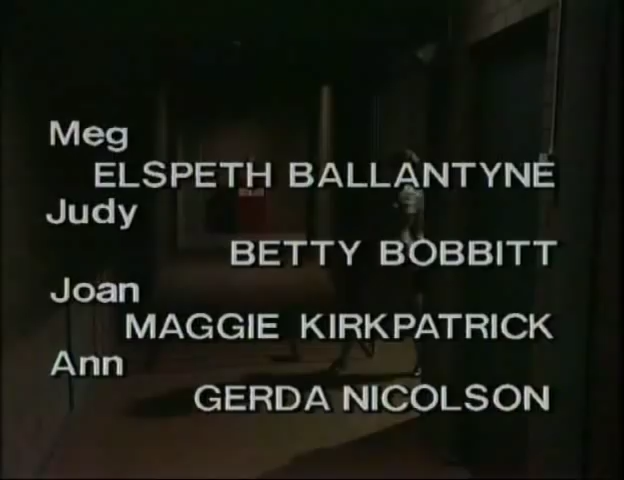 Meg
ELSPETH BALLANTYNE
Judy
BETTY BOBBITT
Joan
MAGGIE KIRKPATRICK
Ann
GERDA NICOLSON